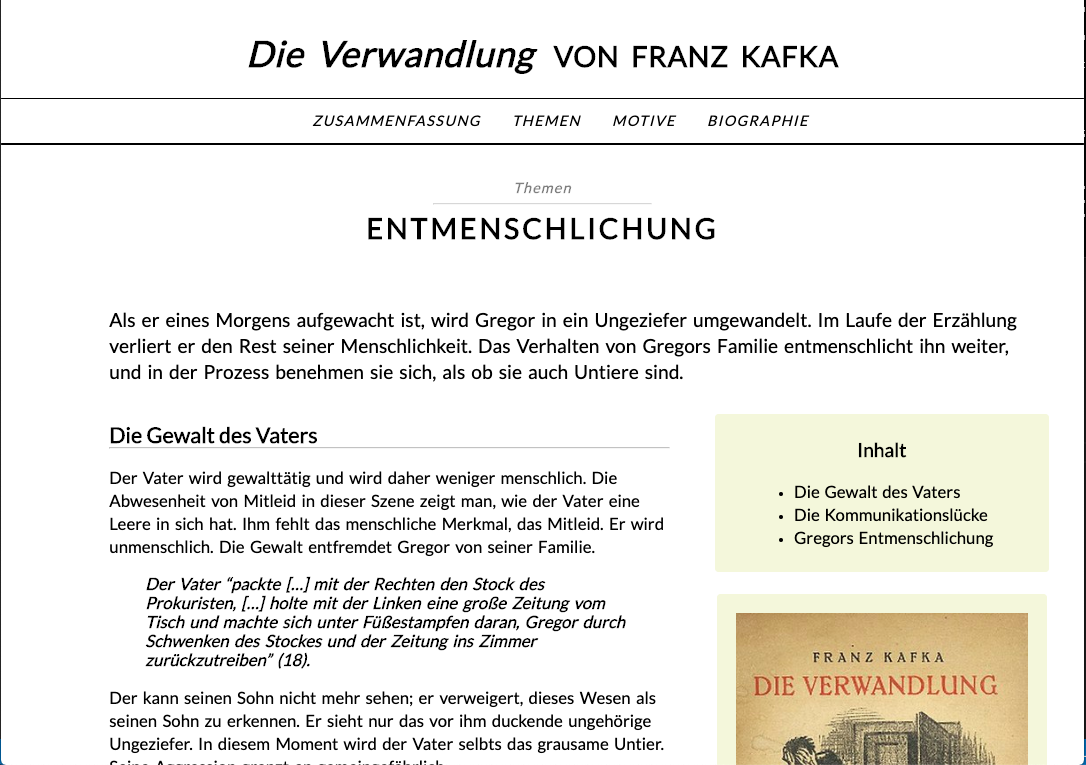 Die Verwandlung VON FRANZ KAFKA
ZUSAMMENFASSUNG THEMEN MOTIVE BIOGRAPHIE
Themen
ENTMENSCHLICHUNG
Als er eines Morgens aufgewacht ist, wird Gregor in ein Ungeziefer umgewandelt. Im Laufe der Erzählung
verliert er den Rest seiner Menschlichkeit. Das Verhalten von Gregors Familie entmenschlicht ihn weiter,
und in der Prozess benehmen sie sich, als ob sie auch Untiere sind.
Die Gewalt des Vaters
Der Vater wird gewalttätig und wird daher weniger menschlich. Die
Abwesenheit von Mitleid in dieser Szene zeigt man, wie der Vater eine
Leere in sich hat. Ihm fehlt das menschliche Merkmal, das Mitleid. Er wird
unmenschlich. Die Gewalt entfremdet Gregor von seiner Familie.
Der Vater “packte [...] mit der Rechten den Stock des
Prokuristen, [...] holte mit der Linken eine große Zeitung vom
Tisch und machte sich unter Füßestampfen daran, Gregor durch
Schwenken des Stockes und der Zeitung ins Zimmer
zurückzutreiben” (18).
Der kann seinen Sohn nicht mehr sehen; er verweigert, dieses Wesen als
seinen Sohn zu erkennen. Er sieht nur das vor ihm duckende ungehörige
Ungeziefer. In diesem Moment wird der Vater selbts das grausame Untier.
Seine Aggression grenzt an gemeingefährlich.
Inhalt
Die Gewalt des Vaters
Die Kommunikationslücke
Gregors Entmenschlichung
FRANZ KAFKA
DIE VERWANDLUNG